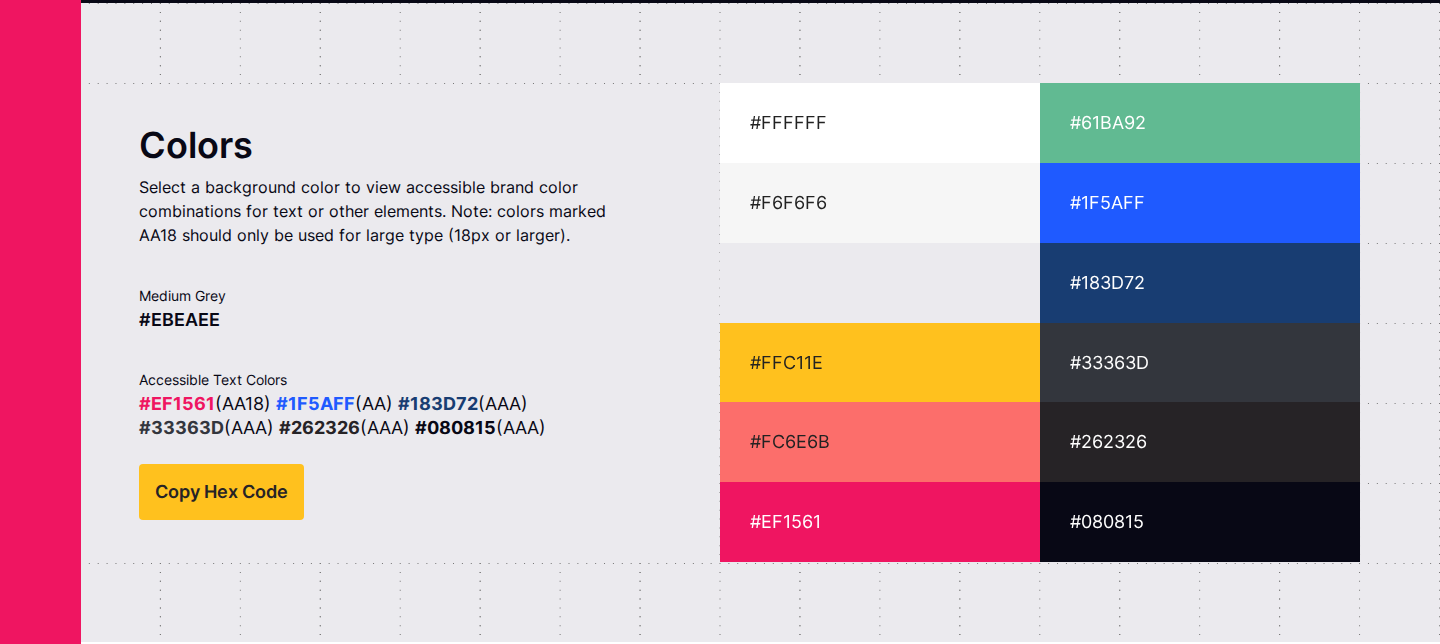 Colors
Select a background color to view accessible brand color
combinations for text or other elements. Note: colors marked
AA18 should only be used for large type (18px or larger).
Medium Grey
#EBEAEE
Accessible Text Colors
#EF1561(AA18) #1F5AFF(AA) #183D72(AAA)
#33363D(AAA) #262326(AAA) #080815(AAA)
Copy Hex Code
#FFFFFF
#61BA92
#F6F6F6
#1F5AFF
#183D72
#FFC11E
#33363D
#FC6E6B
#262326
#EF1561
#080815